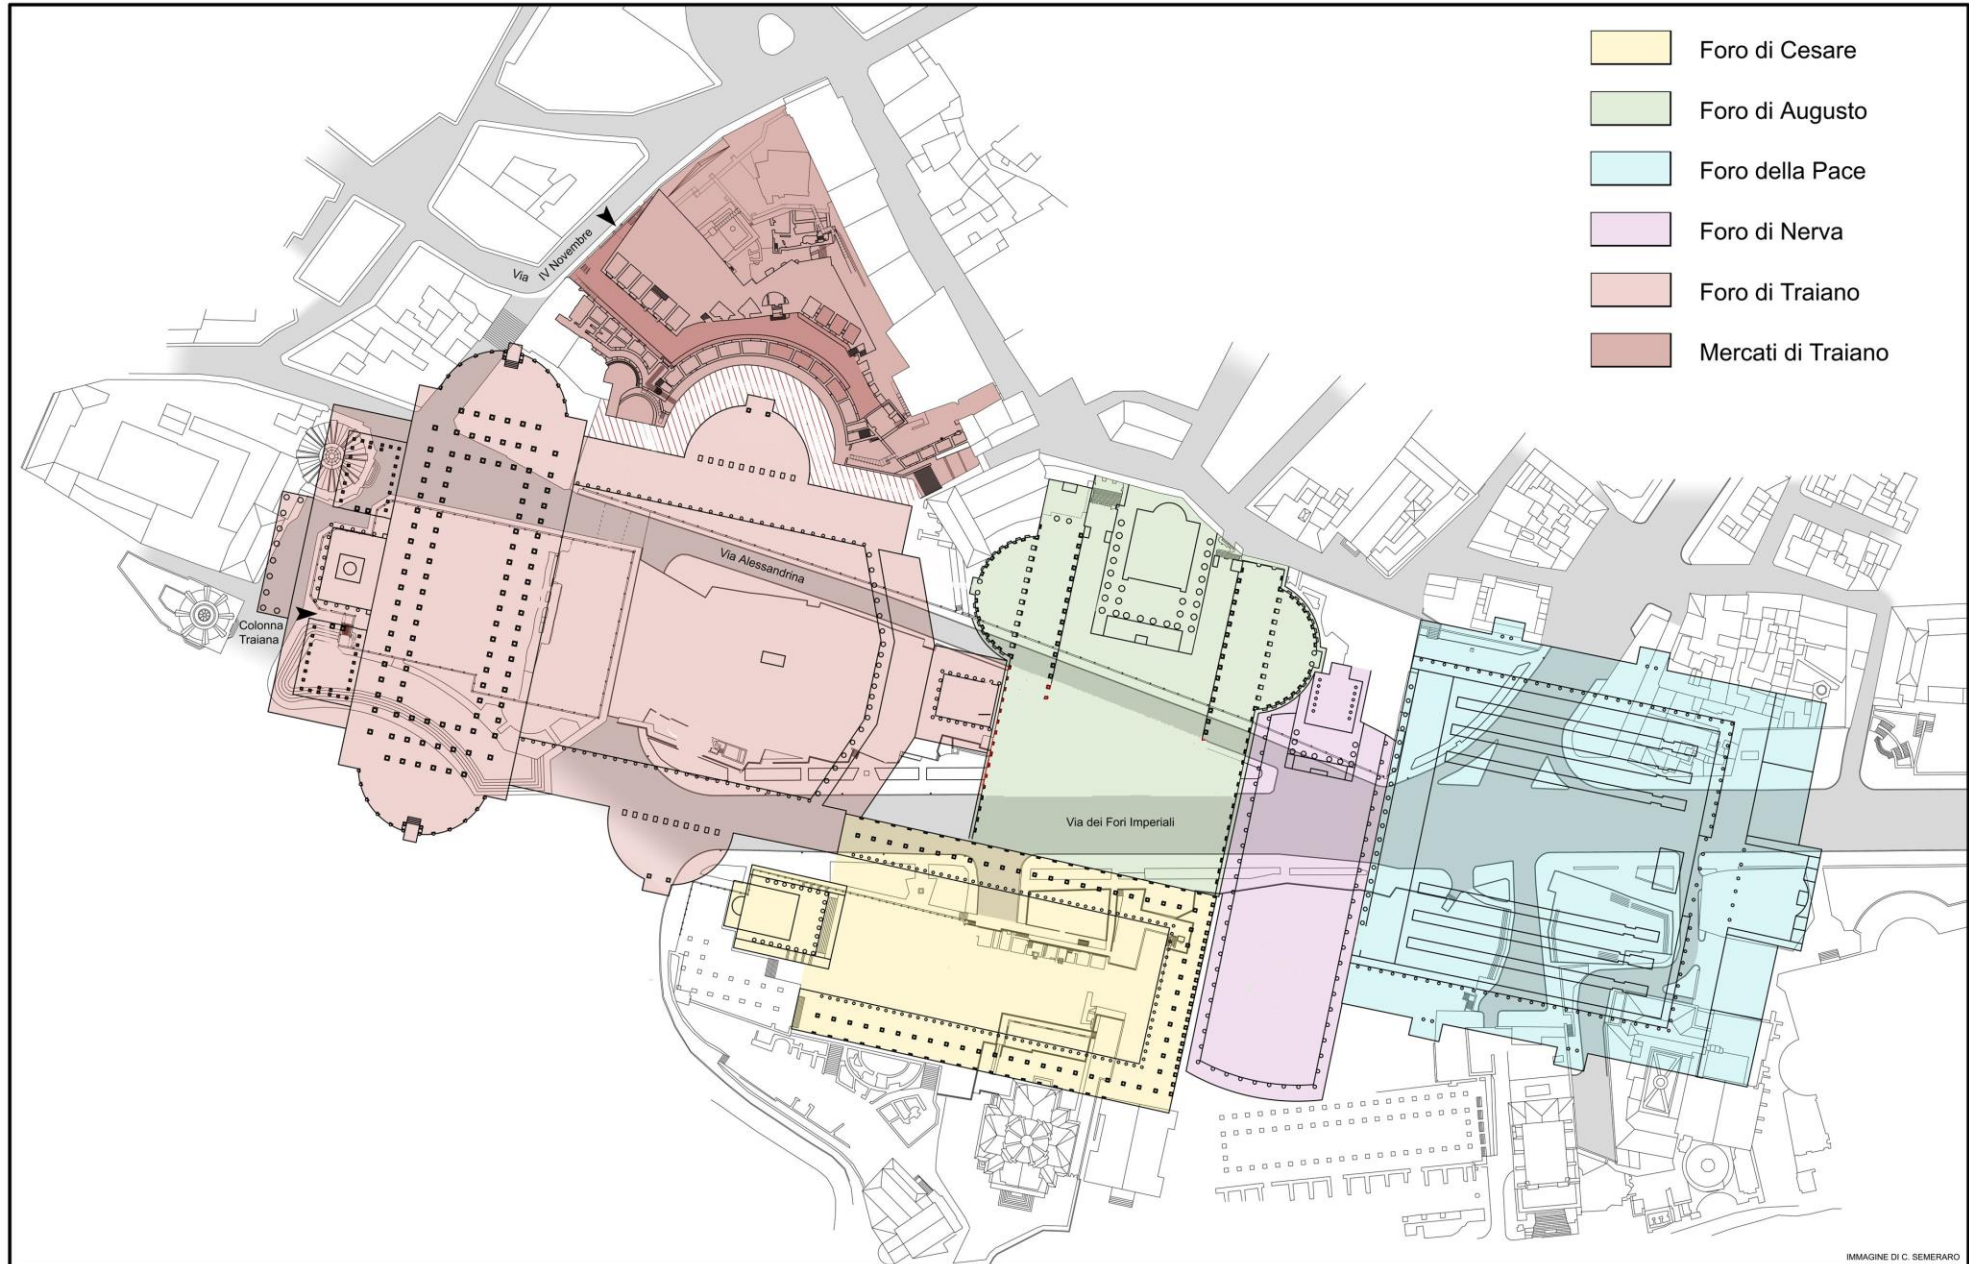 Foro di Cesare
Foro di Augusto
Foro della Pace
Foro di Nerva
Foro di Traiano
Mercati di Traiano
Via IV Novembre
Via Alessandrina
Colonna
Traiana
Via dei Fori Imperiali
IMMAGINE DI C. SEMERARO